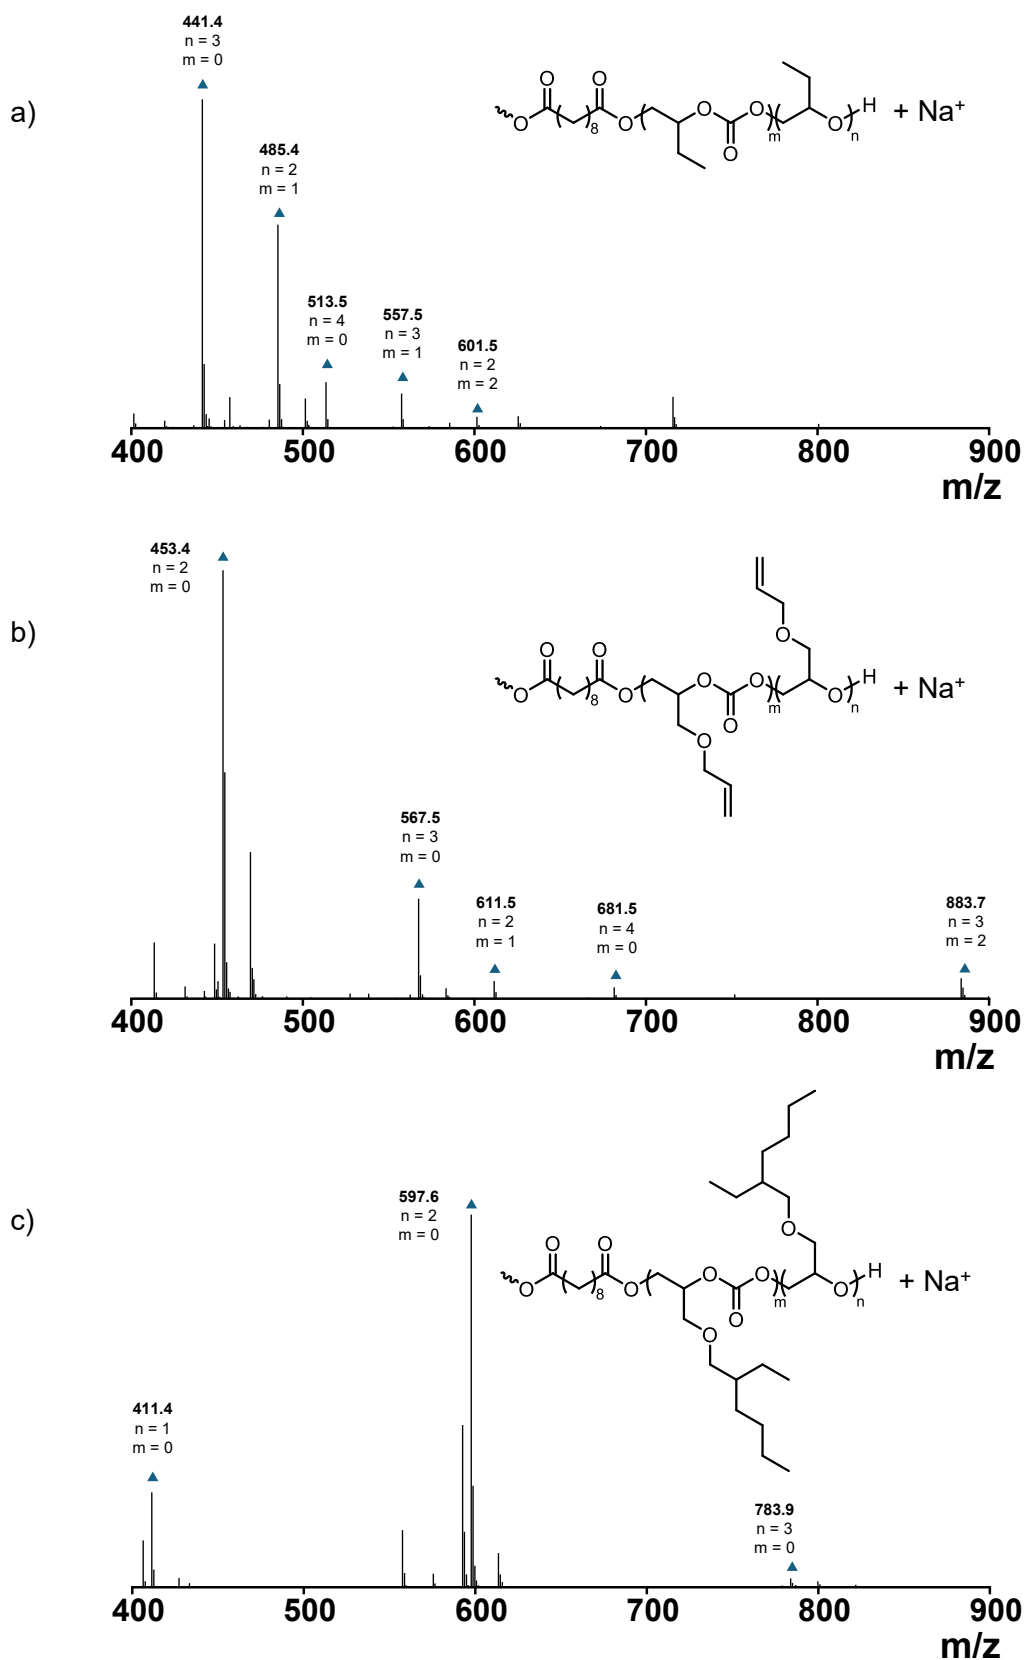 a)
441.4
n = 3
m = 0
485.4
n = 2
m = 1
513.5
n = 4
m = 0
557.5
n = 3
m = 1
601.5
n = 2
m = 2
O O
O 8 O O O m O n H + Na⁺
O
400 500 600 700 800 900
m/z
b)
453.4
n = 2
m = 0
567.5
n = 3
m = 0
611.5
n = 2
m = 1
681.5
n = 4
m = 0
883.7
n = 3
m = 2
O
O O
O 8 O O O m O n H + Na⁺
O
O
400 500 600 700 800 900
m/z
c)
411.4
n = 1
m = 0
597.6
n = 2
m = 0
783.9
n = 3
m = 0
O
O O
O 8 O O O m O n H + Na⁺
O
O
400 500 600 700 800 900
m/z